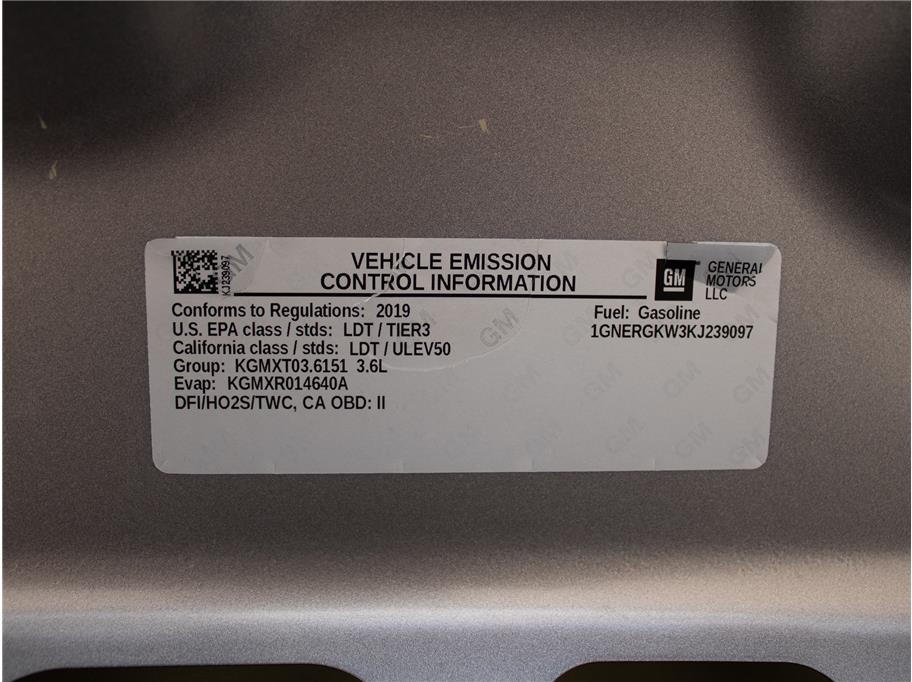 KJ239097
VEHICLE EMISSION
CONTROL INFORMATION
GM
GENERAL
MOTORS
LLC
Conforms to Regulations: 2019
U.S. EPA class / stds: LDT / TIER3
California class / stds: LDT / ULEV50
Group: KGMXT03.6151 3.6L
Evap: KGMXR014640A
DFI/HO2S/TWC, CA OBD: II
Fuel: Gasoline
1GNERGKW3KJ239097